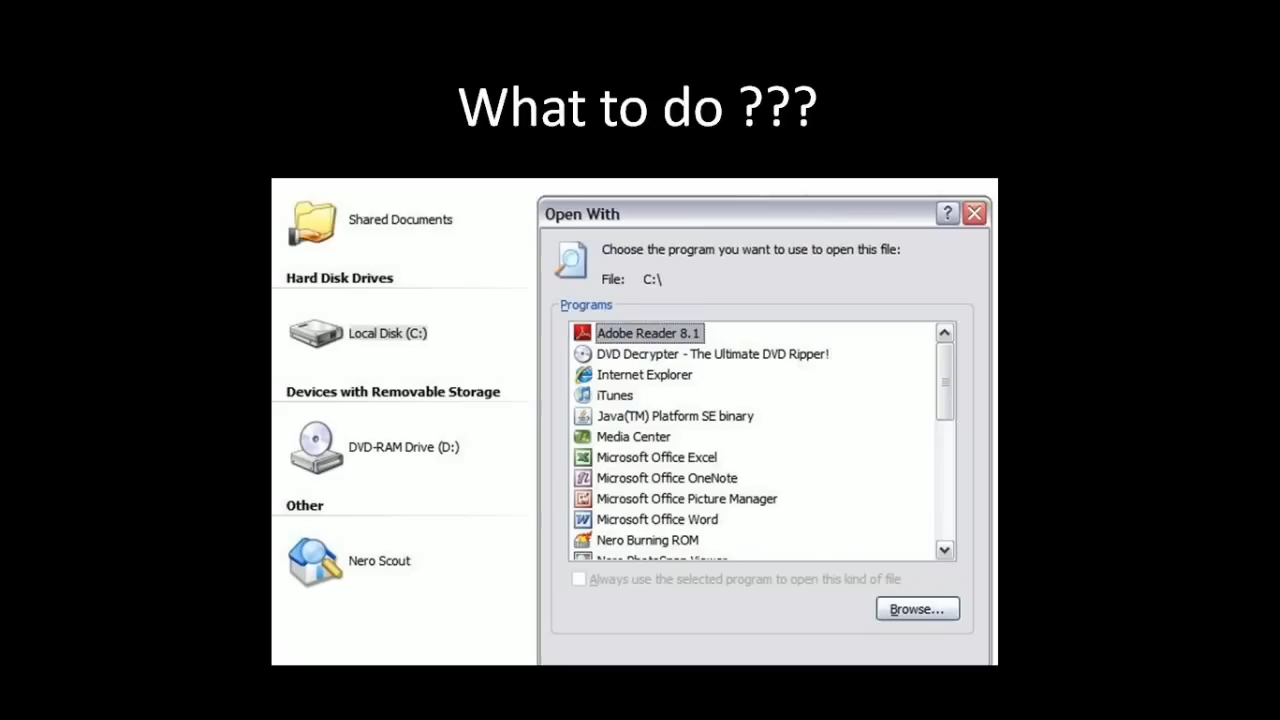 What to do ???
Shared Documents
Hard Disk Drives
Local Disk (C:)
Devices with Removable Storage
DVD-RAM Drive (D:)
Other
Nero Scout
Open With
?
Choose the program you want to use to open this file:
File: C:\
Programs
Adobe Reader 8.1
DVD Decrypter - The Ultimate DVD Ripper!
Internet Explorer
iTunes
Java(TM) Platform SE binary
Media Center
Microsoft Office Excel
Microsoft Office OneNote
Microsoft Office Picture Manager
Microsoft Office Word
Nero Burning ROM
Always use the selected program to open this kind of file
Browse...